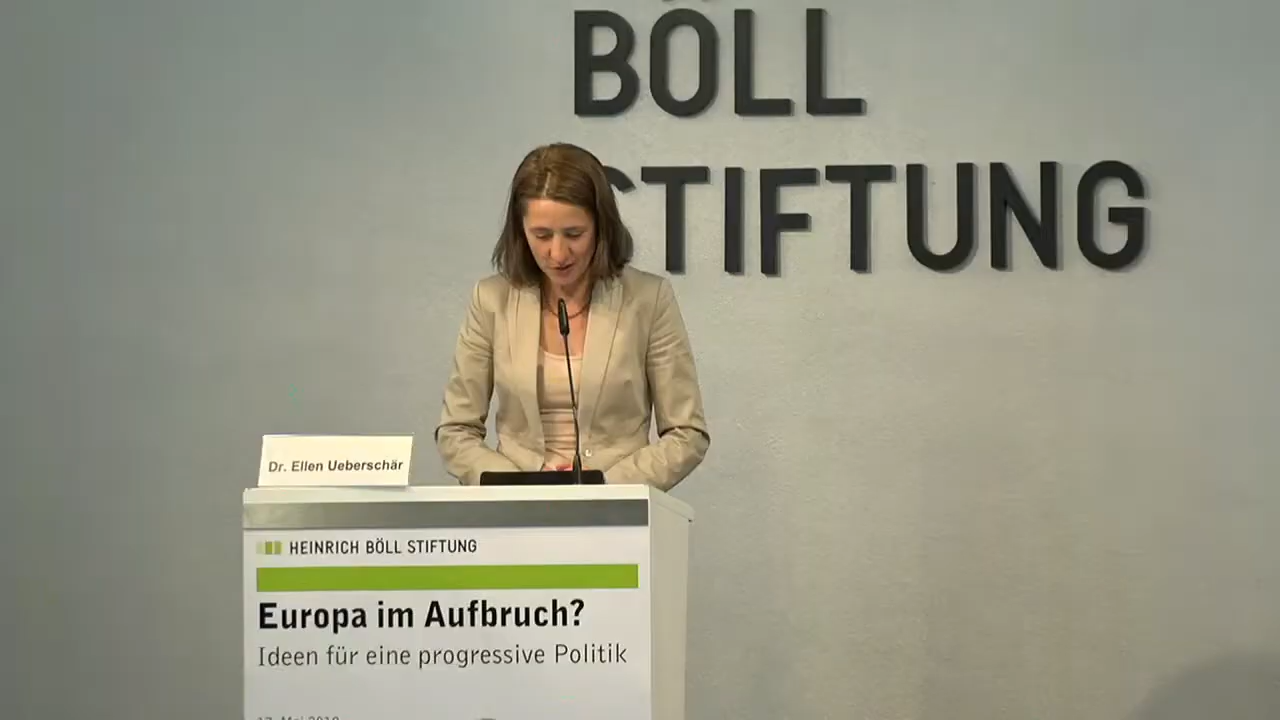 BÖLL
STIFTUNG
Dr. Ellen Ueberschär
HEINRICH BÖLL STIFTUNG
Europa im Aufbruch?
Ideen für eine progressive Politik